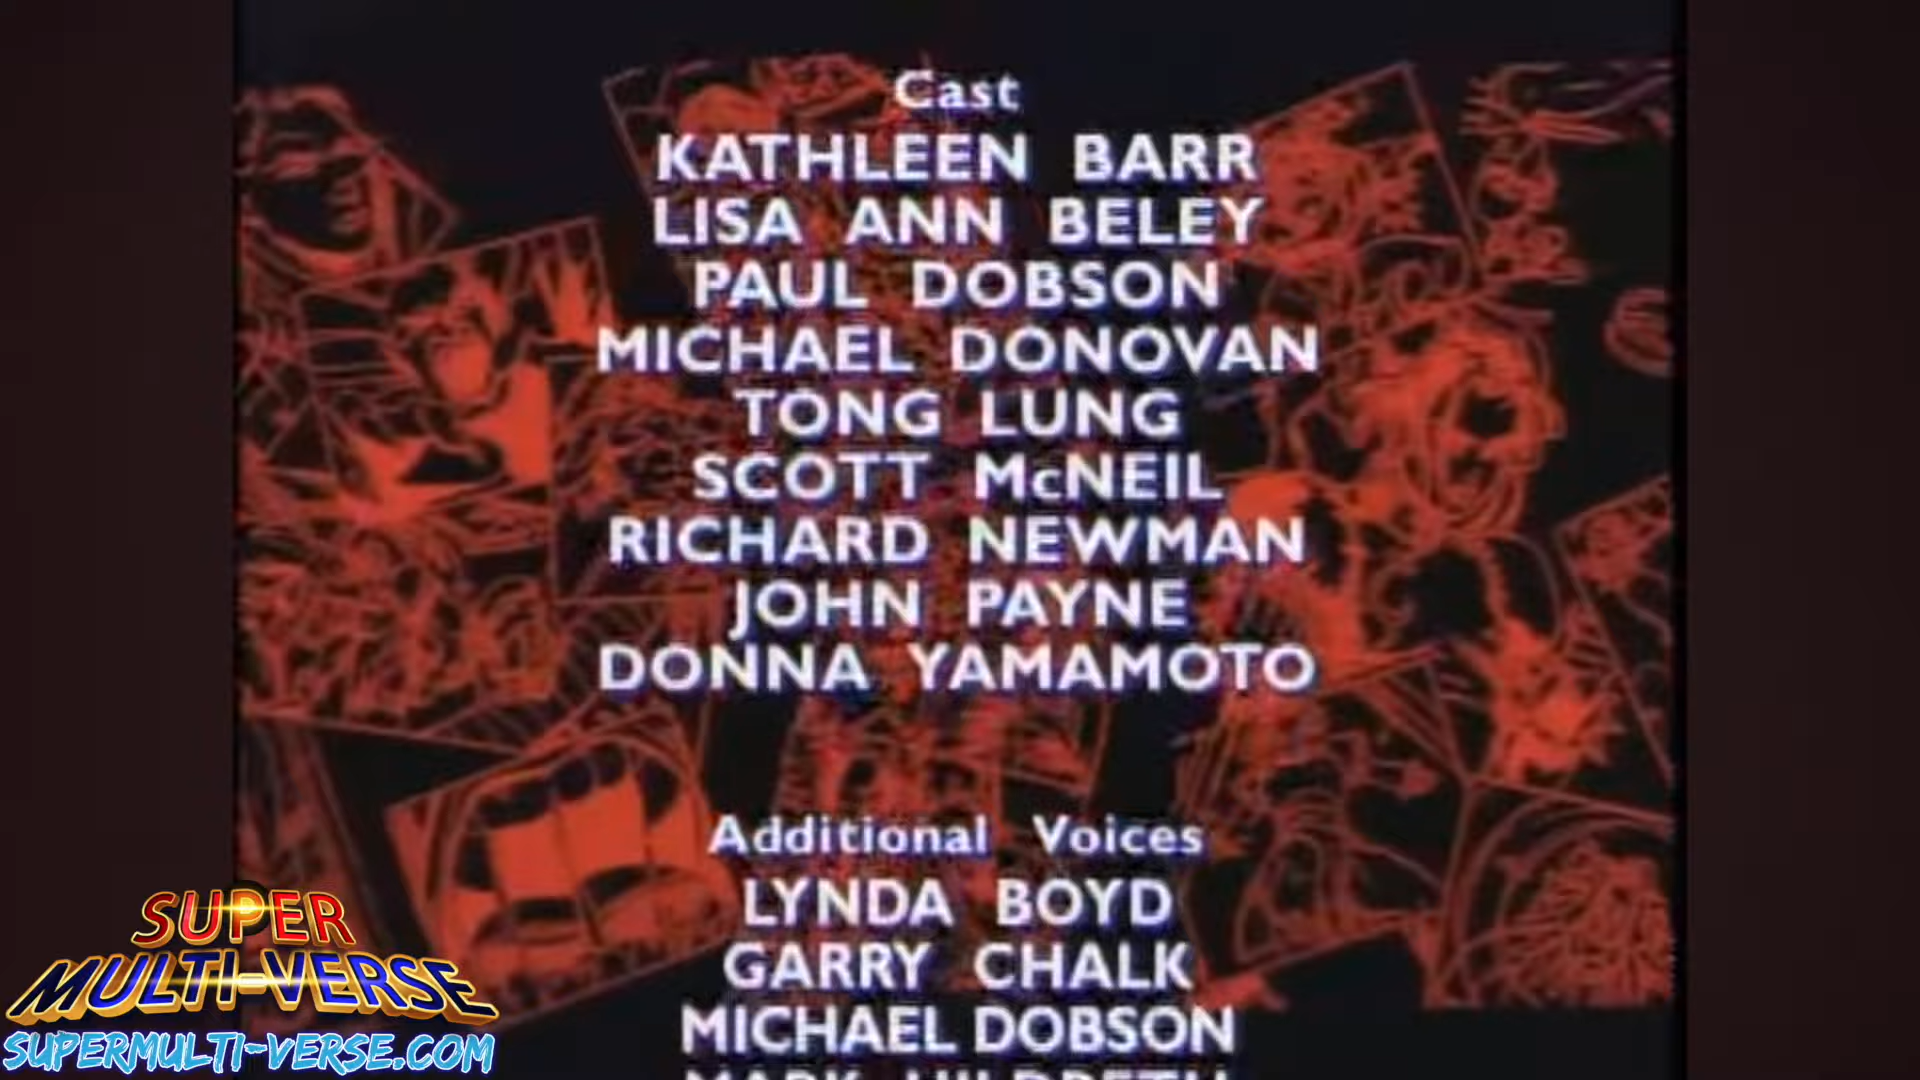 Cast
KATHLEEN BARR
LISA ANN BELEY
PAUL DOBSON
MICHAEL DONOVAN
TONG LUNG
SCOTT McNEIL
RICHARD NEWMAN
JOHN PAYNE
DONNA YAMAMOTO
Additional Voices
LYNDA BOYD
GARRY CHALK
MICHAEL DOBSON
SUPER
MULTI-VERSE
SUPERMULTI-VERSE.COM